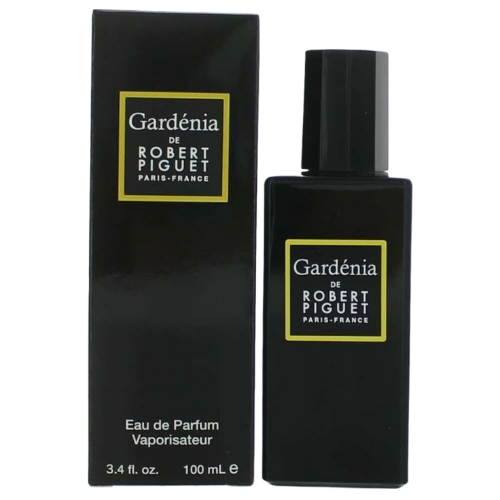 Gardénia
DE
ROBERT
PIGUET
PARIS-FRANCE
Eau de Parfum
Vaporisateur
3.4 fl. oz. 100 mL ℮
Gardénia
DE
ROBERT
PIGUET
PARIS-FRANCE